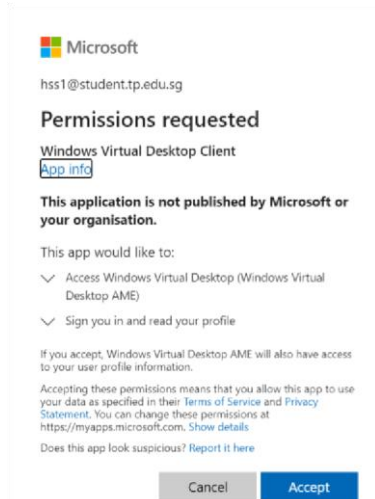 Microsoft
hss1@student.tp.edu.sg
Permissions requested
Windows Virtual Desktop Client
App info
This application is not published by Microsoft or
your organisation.
This app would like to:
Access Windows Virtual Desktop (Windows Virtual
Desktop AME)
Sign you in and read your profile
If you accept, Windows Virtual Desktop AME will also have access
to your user profile information.
Accepting these permissions means that you allow this app to use
your data as specified in their Terms of Service and Privacy
Statement. You can change these permissions at
https://myapps.microsoft.com. Show details
Does this app look suspicious? Report it here
Cancel Accept